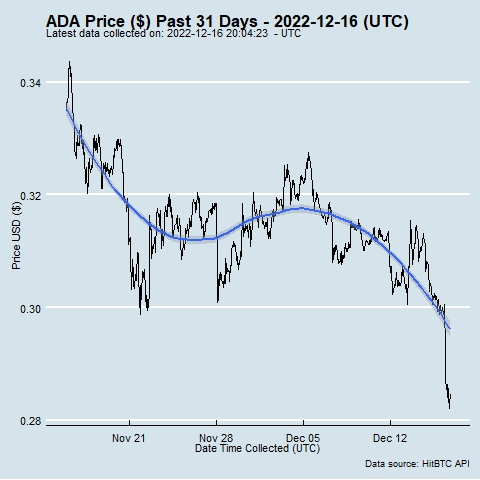 ADA Price ($) Past 31 Days - 2022-12-16 (UTC)
Latest data collected on: 2022-12-16 20:04:23 - UTC
Price USD ($)
0.34
0.32
0.30
0.28
Nov 21
Nov 28
Dec 05
Dec 12
Date Time Collected (UTC)
Data source: HitBTC API